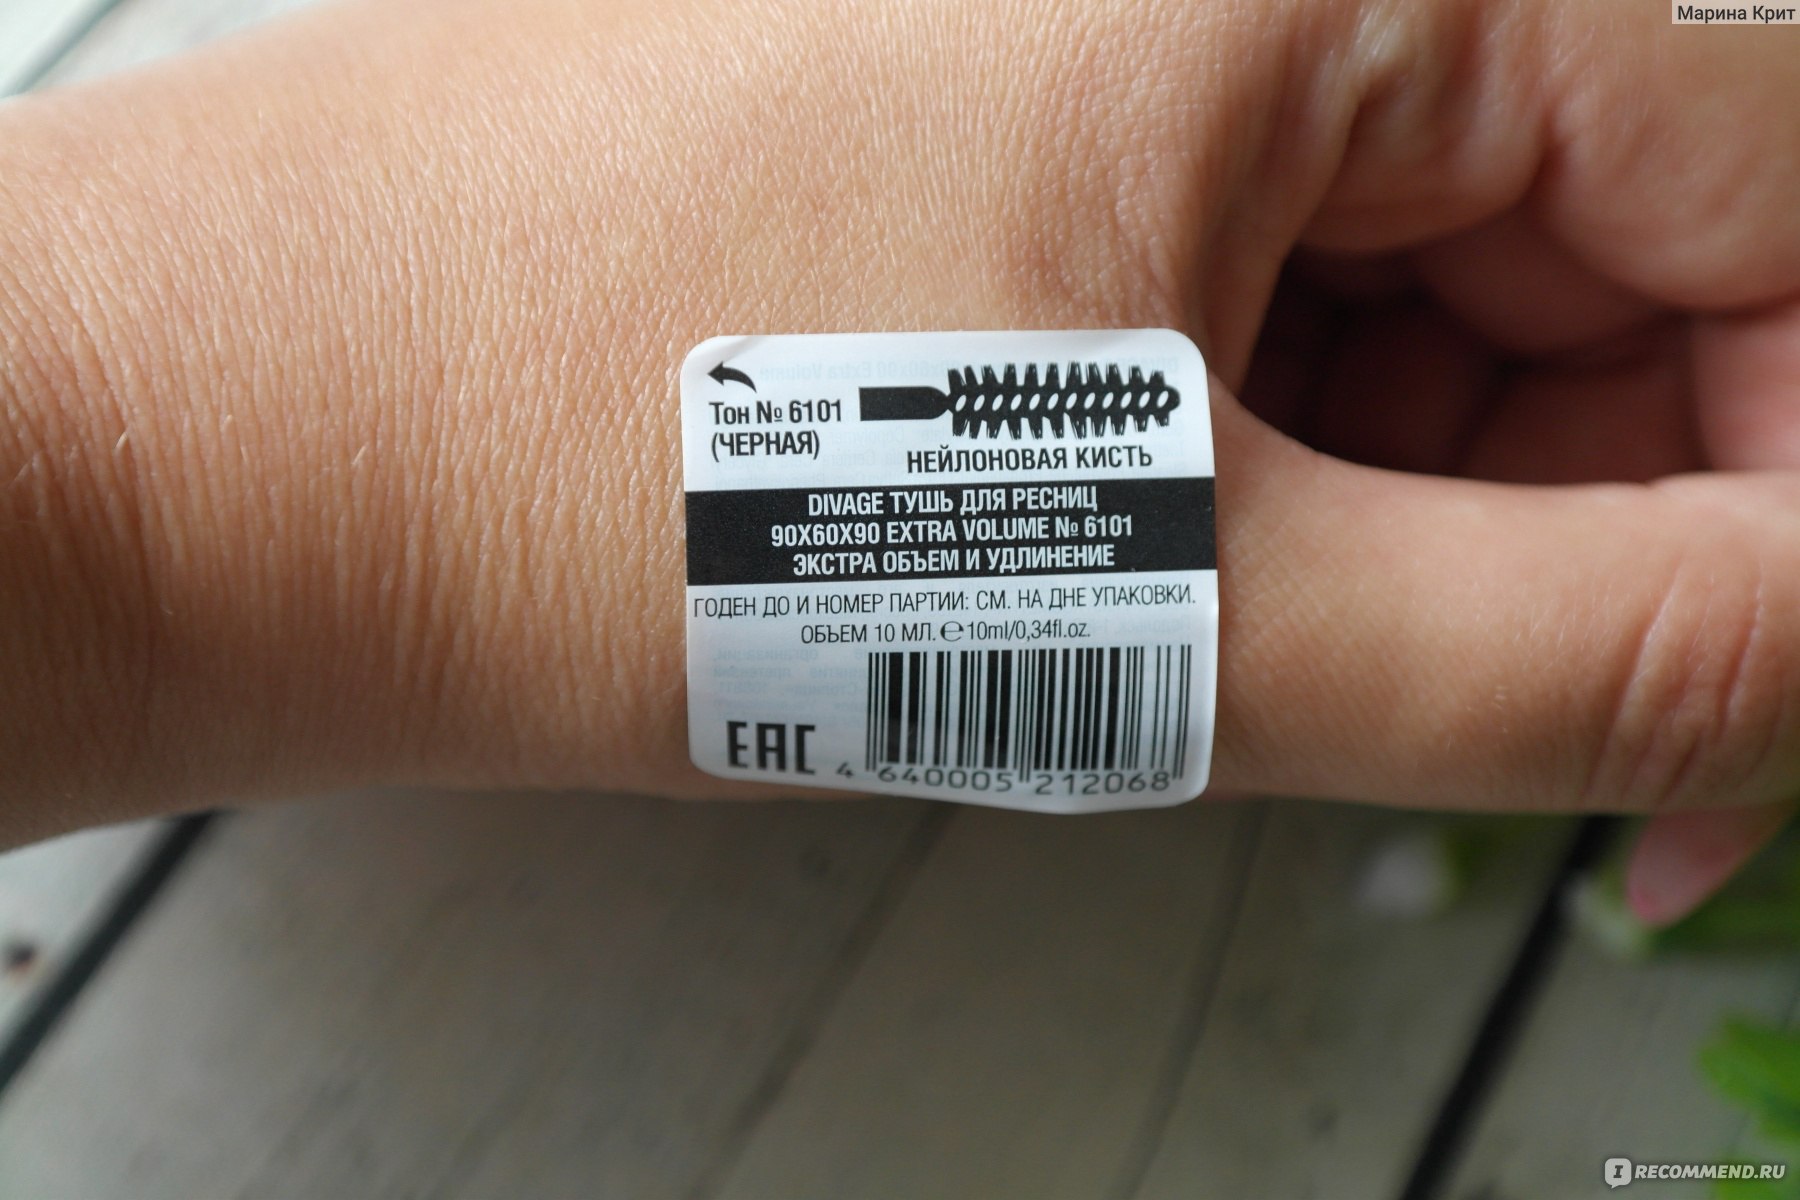 Марина Крит
Тон № 6101
(ЧЕРНАЯ)
НЕЙЛОНОВАЯ КИСТЬ
DIVAGE ТУШЬ ДЛЯ РЕСНИЦ
90X60X90 EXTRA VOLUME № 6101
ЭКСТРА ОБЪЕМ И УДЛИНЕНИЕ
ГОДЕН ДО И НОМЕР ПАРТИИ: СМ. НА ДНЕ УПАКОВКИ.
ОБЪЕМ 10 МЛ. ℮10ml/0,34fl.oz.
EAC
4 640005 212068
IRECOMMEND.RU